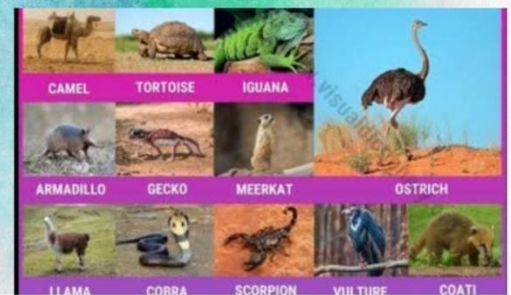 CAMEL TORTOISE IGUANA
ARMADILLO GECKO MEERKAT OSTRICH
LLAMA COBRA SCORPION VULTURE COATI